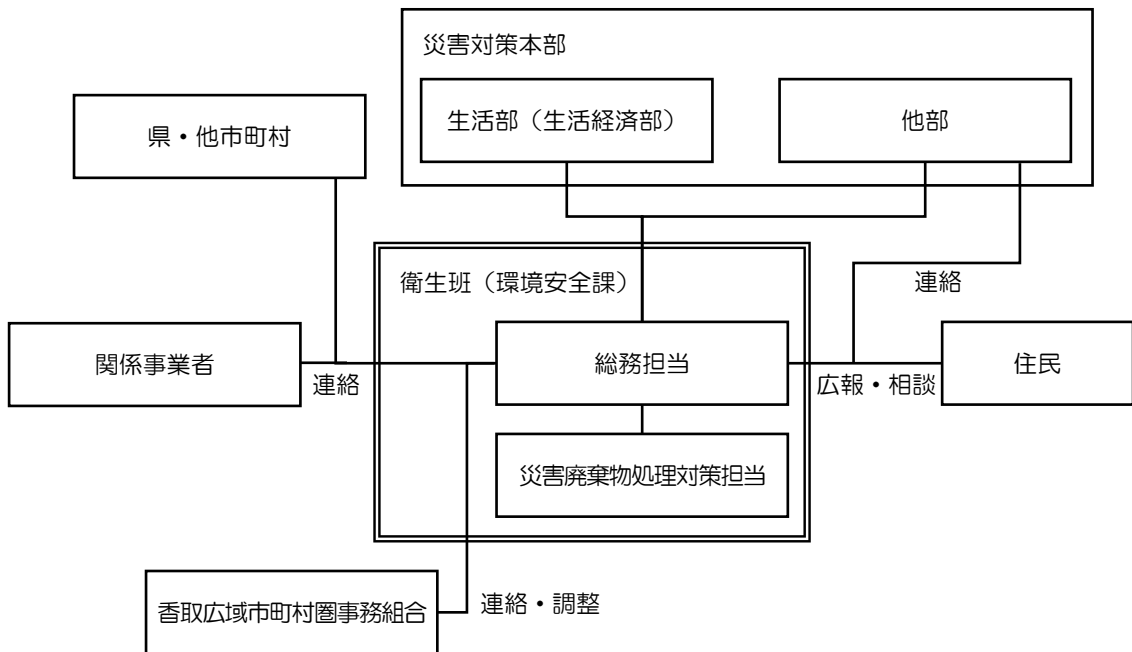 災害対策本部
生活部（生活経済部）
他部
県・他市町村
衛生班（環境安全課）
連絡
関係事業者
連絡
総務担当
広報・相談
住民
災害廃棄物処理対策担当
香取広域市町村圏事務組合
連絡・調整